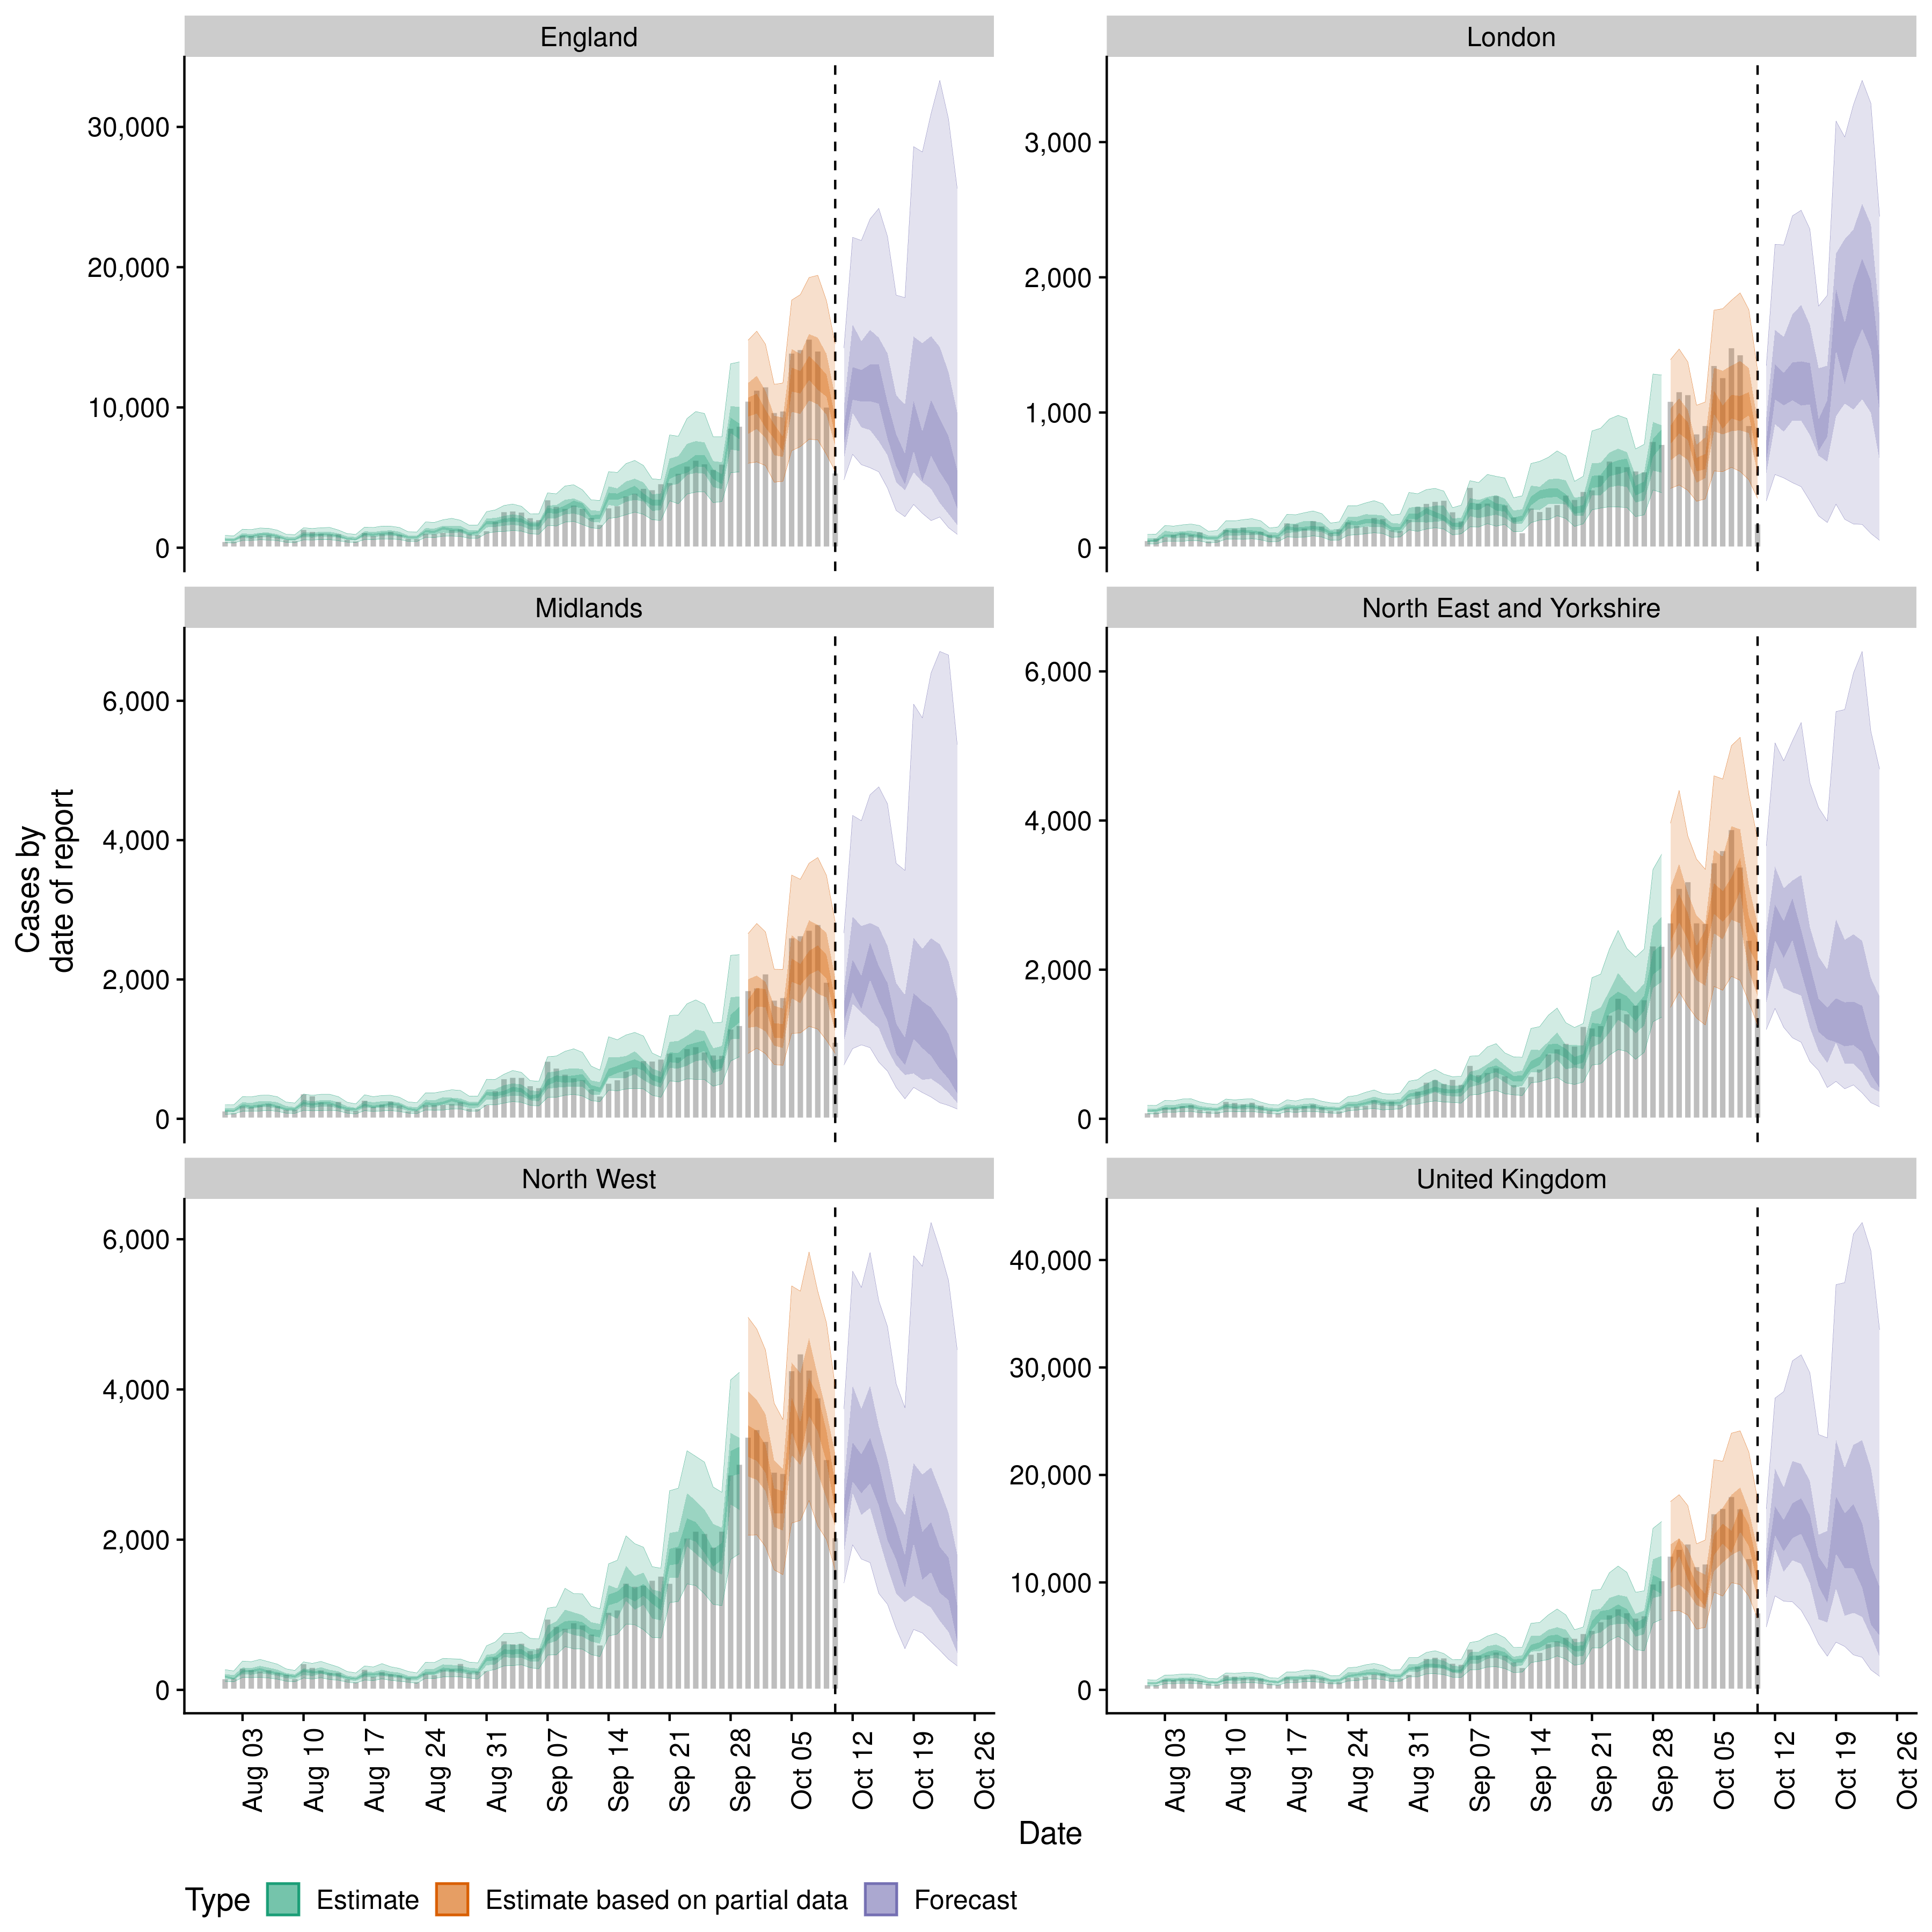 England
London
30,000
20,000
10,000
0
3,000
2,000
1,000
0
Midlands
North East and Yorkshire
6,000
4,000
2,000
0
6,000
4,000
2,000
0
North West
United Kingdom
6,000
4,000
2,000
0
40,000
30,000
20,000
10,000
0
Cases by
date of report
Aug 03
Aug 10
Aug 17
Aug 24
Aug 31
Sep 07
Sep 14
Sep 21
Sep 28
Oct 05
Oct 12
Oct 19
Oct 26
Aug 03
Aug 10
Aug 17
Aug 24
Aug 31
Sep 07
Sep 14
Sep 21
Sep 28
Oct 05
Oct 12
Oct 19
Oct 26
Date
Type Estimate Estimate based on partial data Forecast